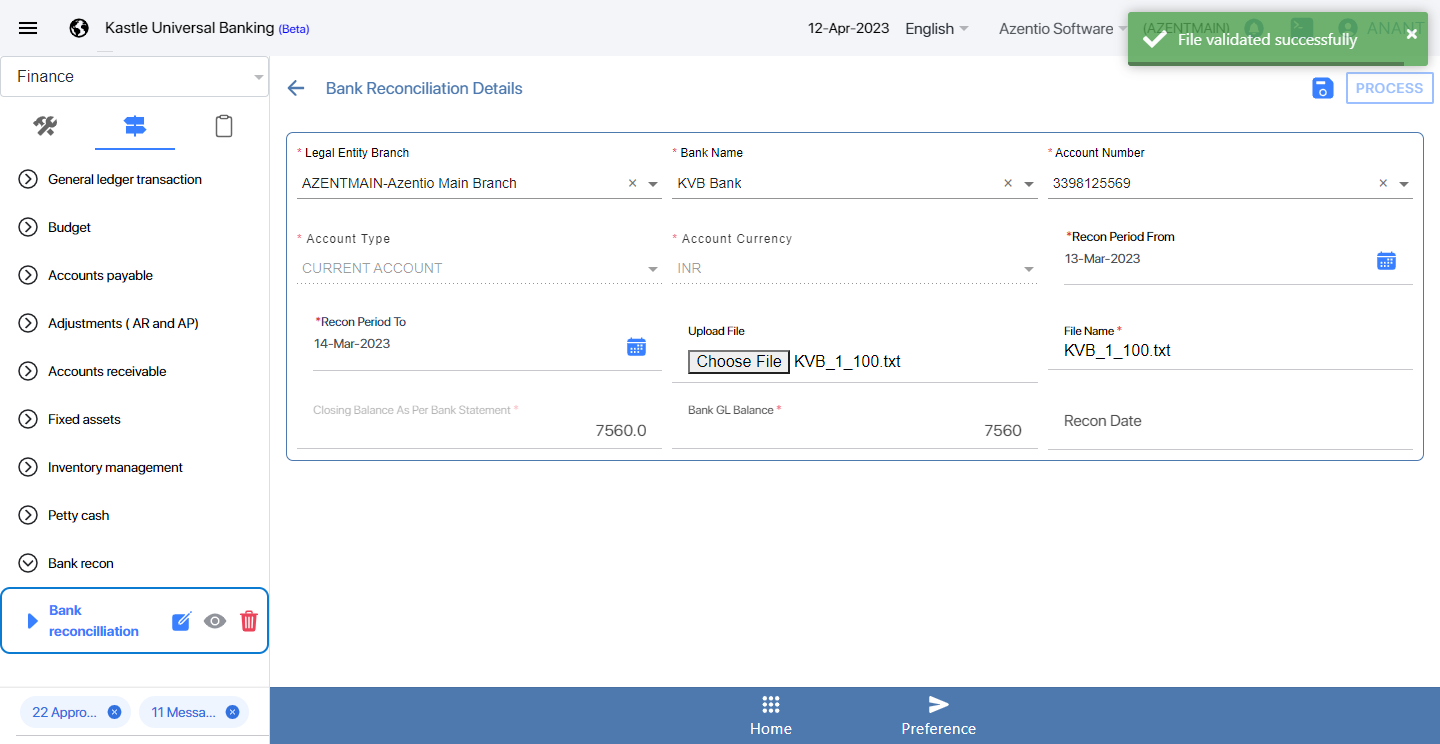 Kastle Universal Banking (Beta)
12-Apr-2023
English
Azentio Software
(AZENTMAIN)
ANANT
File validated successfully
Finance
Bank Reconciliation Details
PROCESS
General ledger transaction
Budget
Accounts payable
Adjustments ( AR and AP)
Accounts receivable
Fixed assets
Inventory management
Petty cash
Bank recon
Bank
reconcilliation
22 Appro...
11 Messa...
* Legal Entity Branch
AZENTMAIN-Azentio Main Branch
* Bank Name
KVB Bank
* Account Number
3398125569
* Account Type
CURRENT ACCOUNT
* Account Currency
INR
*Recon Period From
13-Mar-2023
*Recon Period To
14-Mar-2023
Upload File
Choose File KVB_1_100.txt
File Name *
KVB_1_100.txt
Closing Balance As Per Bank Statement *
7560.0
Bank GL Balance *
7560
Recon Date
Home
Preference